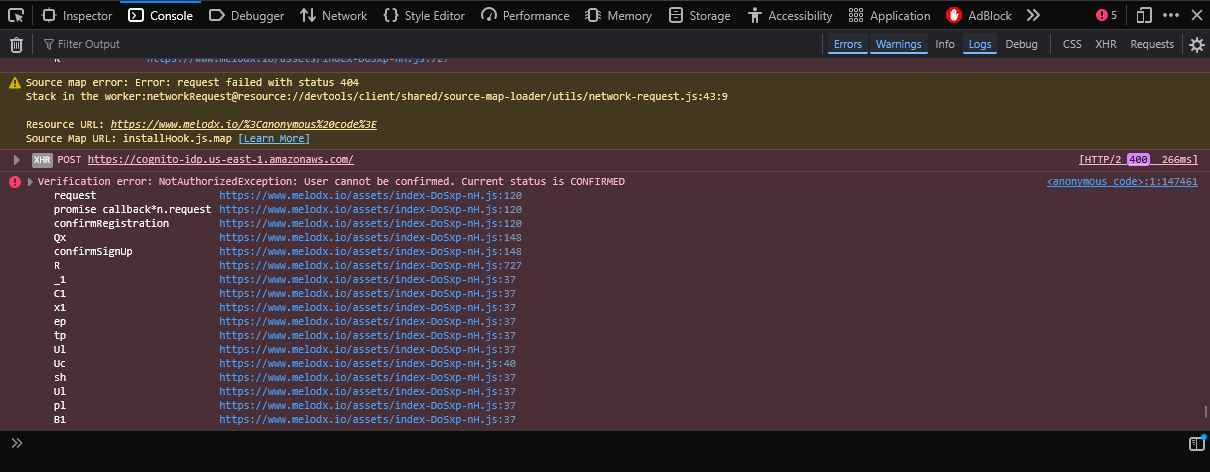 Inspector Console Debugger Network Style Editor Performance Memory Storage Accessibility Application AdBlock 5
Filter Output Errors Warnings Info Logs Debug CSS XHR Requests
R https://www.melodx.io/assets/index-DoSxp-nH.js:727
Source map error: Error: request failed with status 404
Stack in the worker:networkRequest@resource://devtools/client/shared/source-map-loader/utils/network-request.js:43:9
Resource URL: https://www.melodx.io/%3Canonymous%20code%3E
Source Map URL: installHook.js.map [Learn More]
XHR POST https://cognito-idp.us-east-1.amazonaws.com/ [HTTP/2 400 266ms]
Verification error: NotAuthorizedException: User cannot be confirmed. Current status is CONFIRMED <anonymous code>:1:147461
request https://www.melodx.io/assets/index-DoSxp-nH.js:120
promise callback*n.request https://www.melodx.io/assets/index-DoSxp-nH.js:120
confirmRegistration https://www.melodx.io/assets/index-DoSxp-nH.js:120
Qx https://www.melodx.io/assets/index-DoSxp-nH.js:148
confirmSignUp https://www.melodx.io/assets/index-DoSxp-nH.js:148
R https://www.melodx.io/assets/index-DoSxp-nH.js:727
_1 https://www.melodx.io/assets/index-DoSxp-nH.js:37
C1 https://www.melodx.io/assets/index-DoSxp-nH.js:37
x1 https://www.melodx.io/assets/index-DoSxp-nH.js:37
ep https://www.melodx.io/assets/index-DoSxp-nH.js:37
tp https://www.melodx.io/assets/index-DoSxp-nH.js:37
Ul https://www.melodx.io/assets/index-DoSxp-nH.js:37
Uc https://www.melodx.io/assets/index-DoSxp-nH.js:40
sh https://www.melodx.io/assets/index-DoSxp-nH.js:37
Ul https://www.melodx.io/assets/index-DoSxp-nH.js:37
pl https://www.melodx.io/assets/index-DoSxp-nH.js:37
B1 https://www.melodx.io/assets/index-DoSxp-nH.js:37